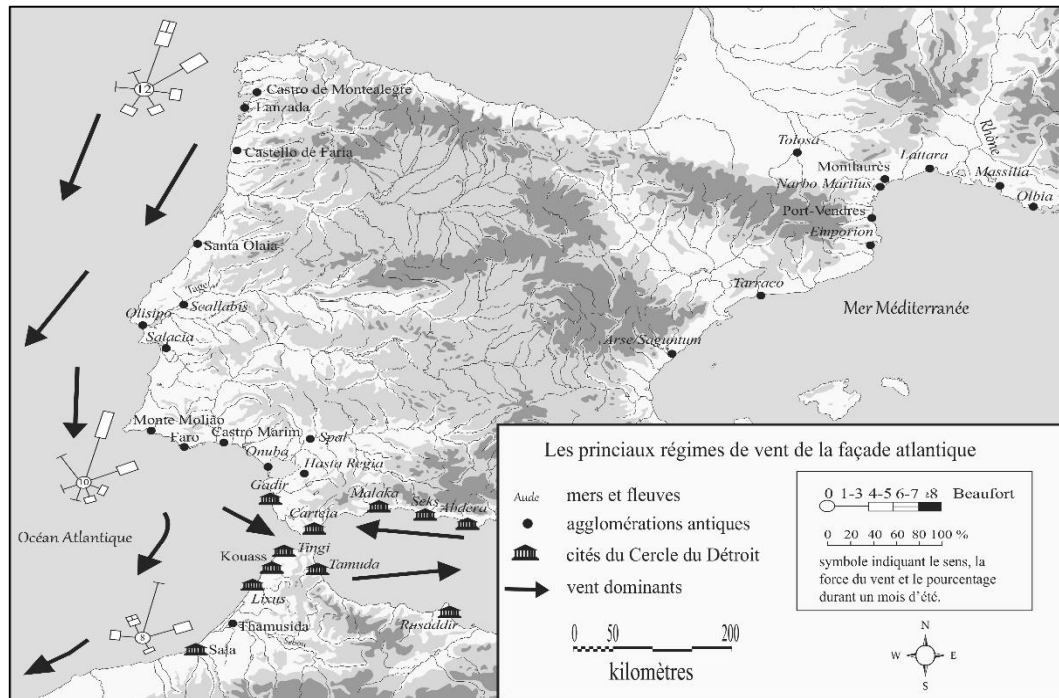 12
Castro de Montealegre
Lanzada
Castello de Faria
Santa Olaia
Tage
Scallabis
Olisipo
Salacia
Tolosa
Montlaurès
Narbo Martius
Lattara
Rhône
Massilia
Olbia
Port-Vendres
Emporion
Tarraco
Mer Méditerranée
Arse/Saguntum
Monte Molião
Faro
Castro Marim
Spal
Onuba
Hasta Regia
10
Gadir
Malaka
Seks
Abdera
Carteia
Océan Atlantique
Tingi
Kouass
Tamuda
Lixus
Rusaddir
8
Thamusida
Sebou
Sala
Les princiaux régimes de vent de la façade atlantique
Aude mers et fleuves
agglomérations antiques
cités du Cercle du Détroit
vent dominants
0 50 200
kilomètres
0 1-3 4-5 6-7 ≥8 Beaufort
0 20 40 60 80 100 %
symbole indiquant le sens, la
force du vent et le pourcentage
durant un mois d'été.
N
W E
S